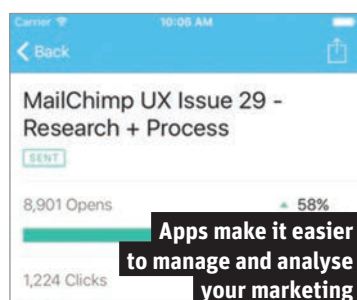 Carrier 10:06 AM
Back
MailChimp UX Issue 29 -
Research + Process
SENT
8,901 Opens 58%
Apps make it easier
to manage and analyse
1,224 Clicks
your marketing